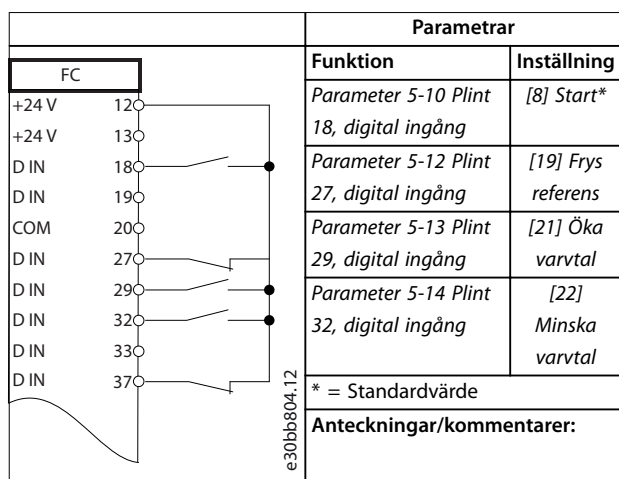 Parametrar
FC
+24 V 12
+24 V 13
D IN 18
D IN 19
COM 20
D IN 27
D IN 29
D IN 32
D IN 33
D IN 37
e30bb804.12
Funktion Inställning
Parameter 5-10 Plint [8] Start*
18, digital ingång
Parameter 5-12 Plint [19] Frys
27, digital ingång referens
Parameter 5-13 Plint [21] Öka
29, digital ingång varvtal
Parameter 5-14 Plint [22]
32, digital ingång Minska
varvtal
* = Standardvärde
Anteckningar/kommentarer: